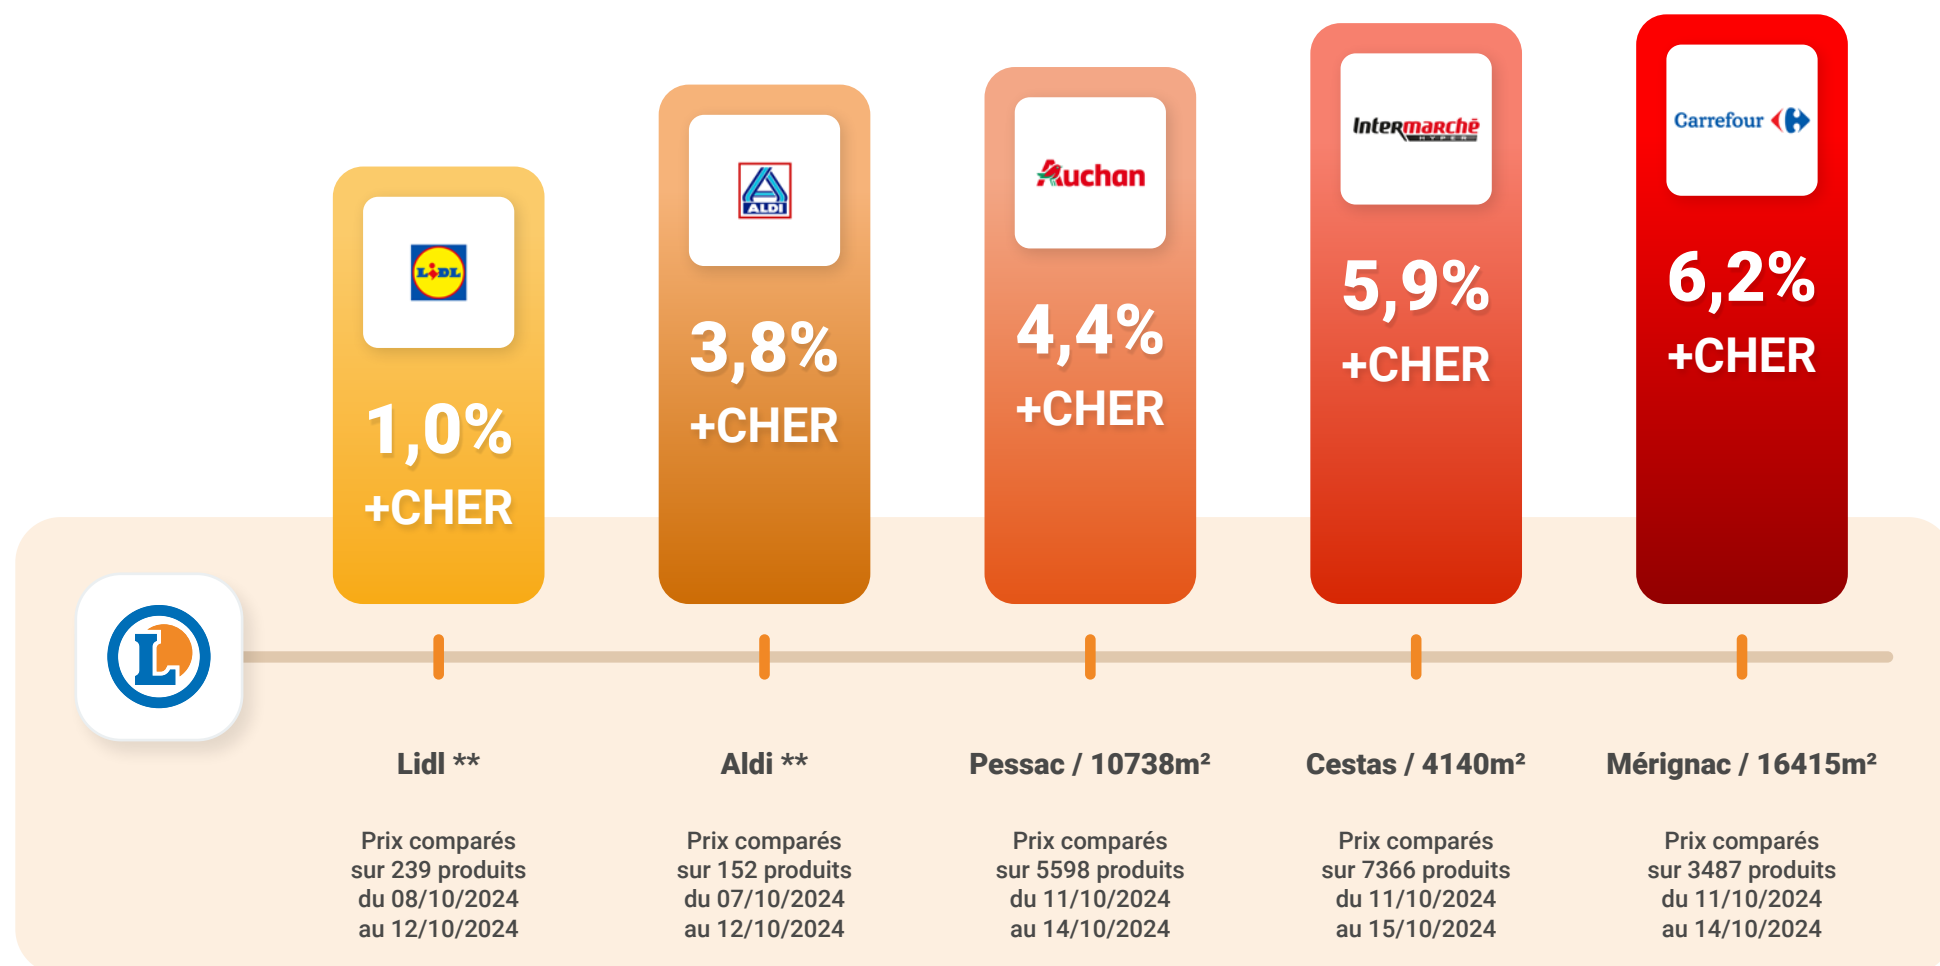 LIDL
1,0%
+CHER
ALDI
3,8%
+CHER
Auchan
4,4%
+CHER
Intermarché
HYPER
5,9%
+CHER
Carrefour
6,2%
+CHER
L
Lidl **
Prix comparés
sur 239 produits
du 08/10/2024
au 12/10/2024
Aldi **
Prix comparés
sur 152 produits
du 07/10/2024
au 12/10/2024
Pessac / 10738m²
Prix comparés
sur 5598 produits
du 11/10/2024
au 14/10/2024
Cestas / 4140m²
Prix comparés
sur 7366 produits
du 11/10/2024
au 15/10/2024
Mérignac / 16415m²
Prix comparés
sur 3487 produits
du 11/10/2024
au 14/10/2024